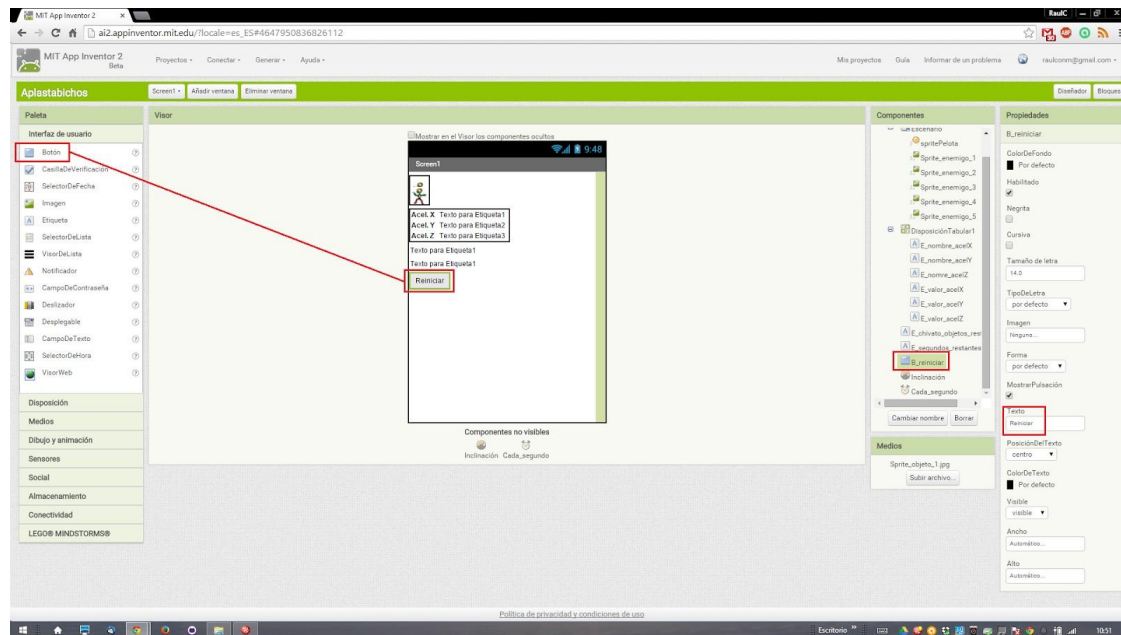 MIT App Inventor 2
RaulC
ai2.appinventor.mit.edu/?locale=es_ES#4647950836826112
MIT App Inventor 2
Beta
Proyectos
Conectar
Generar
Ayuda
Mis proyectos
Guía
Informar de un problema
raulconm@gmail.com
Aplastabichos
Screen1
Añadir ventana
Eliminar ventana
Diseñador
Bloques
Paleta
Interfaz de usuario
Botón
CasillaDeVerificación
SelectorDeFecha
Imagen
Etiqueta
SelectorDeLista
VisorDeLista
Notificador
CampoDeContraseña
Deslizador
Desplegable
CampoDeTexto
SelectorDeHora
VisorWeb
Disposición
Medios
Dibujo y animación
Sensores
Social
Almacenamiento
Conectividad
LEGO® MINDSTORMS®
Visor
Mostrar en el Visor los componentes ocultos
9:48
Screen1
Acel. X Texto para Etiqueta1
Acel. Y Texto para Etiqueta2
Acel. Z Texto para Etiqueta3
Texto para Etiqueta1
Texto para Etiqueta1
Reiniciar
Componentes no visibles
Inclinación Cada_segundo
Componentes
Escenario
spritePelota
Sprite_enemigo_1
Sprite_enemigo_2
Sprite_enemigo_3
Sprite_enemigo_4
Sprite_enemigo_5
DisposiciónTabular1
E_nombre_acelX
E_nombre_acelY
E_nomre_acelZ
E_valor_acelX
E_valor_acelY
E_valor_acelZ
E_chivato_objetos_rest
E_segundos_restantes
B_reiniciar
Inclinación
Cada_segundo
Cambiar nombre
Borrar
Medios
Sprite_objeto_1.jpg
Subir archivo...
Propiedades
B_reiniciar
ColorDeFondo
Por defecto
Habilitado
Negrita
Cursiva
Tamaño de letra
14.0
TipoDeLetra
por defecto
Imagen
Ninguno...
Forma
por defecto
MostrarPulsación
Texto
Reiniciar
PosiciónDelTexto
centro
ColorDeTexto
Por defecto
Visible
visible
Ancho
Automático...
Alto
Automático...
Política de privacidad y condiciones de uso
Escritorio
10:51